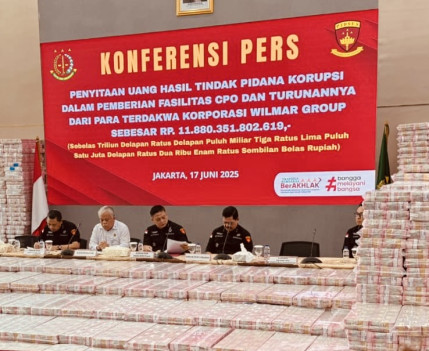 KONFERENSI PERS
PENYITAAN UANG HASIL TINDAK PIDANA KORUPSI
DALAM PEMBERIAN FASILITAS CPO DAN TURUNANNYA
DARI PARA TERDAKWA KORPORASI WILMAR GROUP
SEBESAR RP. 11.880.351.802.619,-
(Sebelas Triliun Delapan Ratus Delapan Puluh Miliar Tiga Ratus Lima Puluh
Satu Juta Delapan Ratus Dua Ribu Enam Ratus Sembilan Belas Rupiah)
JAKARTA, 17 JUNI 2025
BerAKHLAK
#bangga
melayani
bangsa